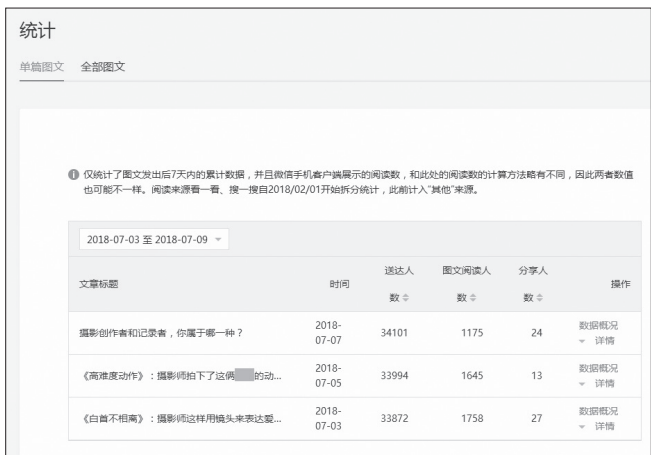 统计
单篇图文 全部图文
仅统计了图文发出后7天内的累计数据，并且微信手机客户端展示的阅读数，和此处的阅读数的计算方法略有不同，因此两者数值
也可能不一样。阅读来源看一看、搜一搜自2018/02/01开始拆分统计，此前计入"其他"来源。
2018-07-03 至 2018-07-09
文章标题 时间 送达人数 图文阅读人数 分享人数 操作
摄影创作者和记录者，你属于哪一种？ 2018-07-07 34101 1175 24 数据概况 详情
《高难度动作》：摄影师拍下了这俩 的动... 2018-07-05 33994 1645 13 数据概况 详情
《白首不相离》：摄影师这样用镜头来表达爱... 2018-07-03 33872 1758 27 数据概况 详情